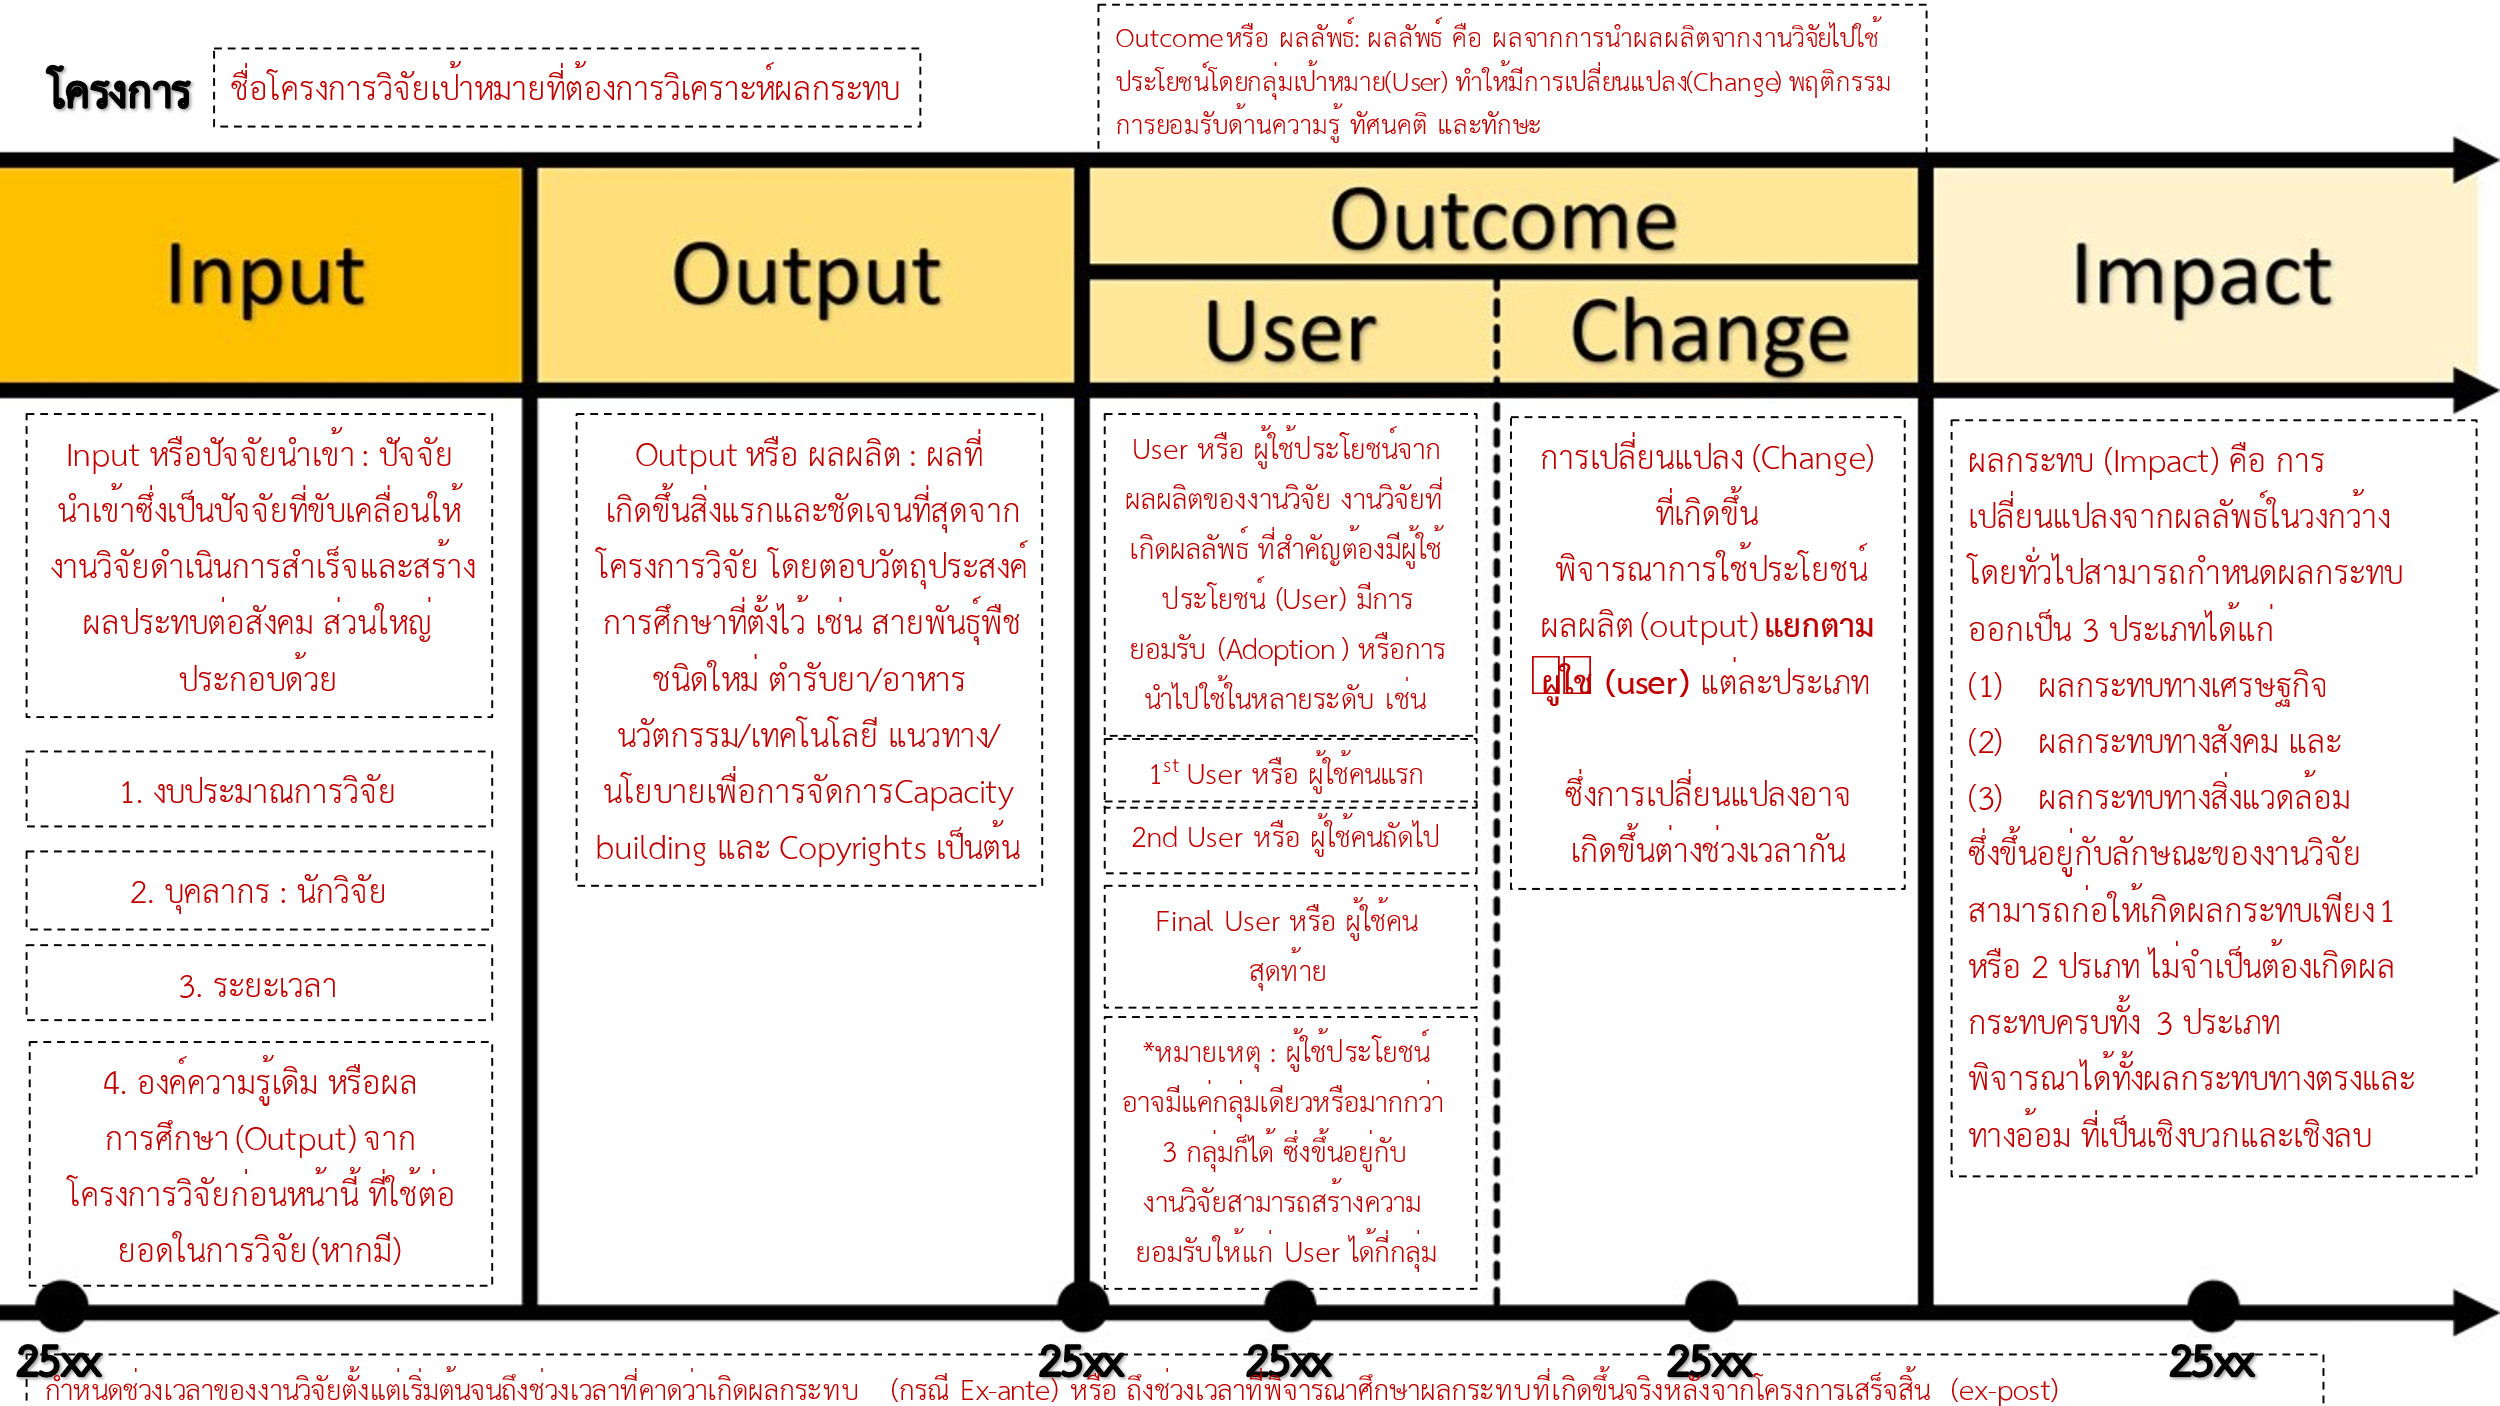 โครงการ
ชื่อโครงการวิจัยเป้าหมายที่ต้องการวิเคราะห์ผลกระทบ
Outcomeหรือ ผลลัพธ์: ผลลัพธ์ คือ ผลจากการนำผลผลิตจากงานวิจัยไปใช้
ประโยชน์โดยกลุ่มเป้าหมาย(User) ทำให้มีการเปลี่ยนแปลง(Change) พฤติกรรม
การยอมรับด้านความรู้ ทัศนคติ และทักษะ
Input
Output
Outcome
User
Change
Impact
Input หรือปัจจัยนำเข้า : ปัจจัย
นำเข้าซึ่งเป็นปัจจัยที่ขับเคลื่อนให้
งานวิจัยดำเนินการสำเร็จและสร้าง
ผลประทบต่อสังคม ส่วนใหญ่
ประกอบด้วย
1. งบประมาณการวิจัย
2. บุคลากร : นักวิจัย
3. ระยะเวลา
4. องค์ความรู้เดิม หรือผล
การศึกษา (Output) จาก
โครงการวิจัยก่อนหน้านี้ ที่ใช้ต่อ
ยอดในการวิจัย (หากมี)
Output หรือ ผลผลิต : ผลที่
เกิดขึ้นสิ่งแรกและชัดเจนที่สุดจาก
โครงการวิจัย โดยตอบวัตถุประสงค์
การศึกษาที่ตั้งไว้ เช่น สายพันธุ์พืช
ชนิดใหม่ ตำรับยา/อาหาร
นวัตกรรม/เทคโนโลยี แนวทาง/
นโยบายเพื่อการจัดการCapacity
building และ Copyrights เป็นต้น
User หรือ ผู้ใช้ประโยชน์จาก
ผลผลิตของงานวิจัย งานวิจัยที่
เกิดผลลัพธ์ ที่สำคัญต้องมีผู้ใช้
ประโยชน์ (User) มีการ
ยอมรับ (Adoption ) หรือการ
นำไปใช้ในหลายระดับ เช่น
1st User หรือ ผู้ใช้คนแรก
2nd User หรือ ผู้ใช้คนถัดไป
Final User หรือ ผู้ใช้คน
สุดท้าย
*หมายเหตุ : ผู้ใช้ประโยชน์
อาจมีแค่กลุ่มเดียวหรือมากกว่า
3 กลุ่มก็ได้ ซึ่งขึ้นอยู่กับ
งานวิจัยสามารถสร้างความ
ยอมรับให้แก่ User ได้กี่กลุ่ม
การเปลี่ยนแปลง (Change)
ที่เกิดขึ้น
พิจารณาการใช้ประโยชน์
ผลผลิต (output) แยกตาม
ผู้ใช้ (user) แต่ละประเภท
ซึ่งการเปลี่ยนแปลงอาจ
เกิดขึ้นต่างช่วงเวลากัน
ผลกระทบ (Impact) คือ การ
เปลี่ยนแปลงจากผลลัพธ์ในวงกว้าง
โดยทั่วไปสามารถกำหนดผลกระทบ
ออกเป็น 3 ประเภทได้แก่
(1) ผลกระทบทางเศรษฐกิจ
(2) ผลกระทบทางสังคม และ
(3) ผลกระทบทางสิ่งแวดล้อม
ซึ่งขึ้นอยู่กับลักษณะของงานวิจัย
สามารถก่อให้เกิดผลกระทบเพียง 1
หรือ 2 ปรเภท ไม่จำเป็นต้องเกิดผล
กระทบครบทั้ง 3 ประเภท
พิจารณาได้ทั้งผลกระทบทางตรงและ
ทางอ้อม ที่เป็นเชิงบวกและเชิงลบ
25xx
25xx
25xx
25xx
25xx
กำหนดช่วงเวลาของงานวิจัยตั้งแต่เริ่มต้นจนถึงช่วงเวลาที่คาดว่าเกิดผลกระทบ (กรณี Ex-ante) หรือ ถึงช่วงเวลาที่พิจารณาศึกษาผลกระทบที่เกิดขึ้นจริงหลังจากโครงการเสร็จสิ้น (ex-post)